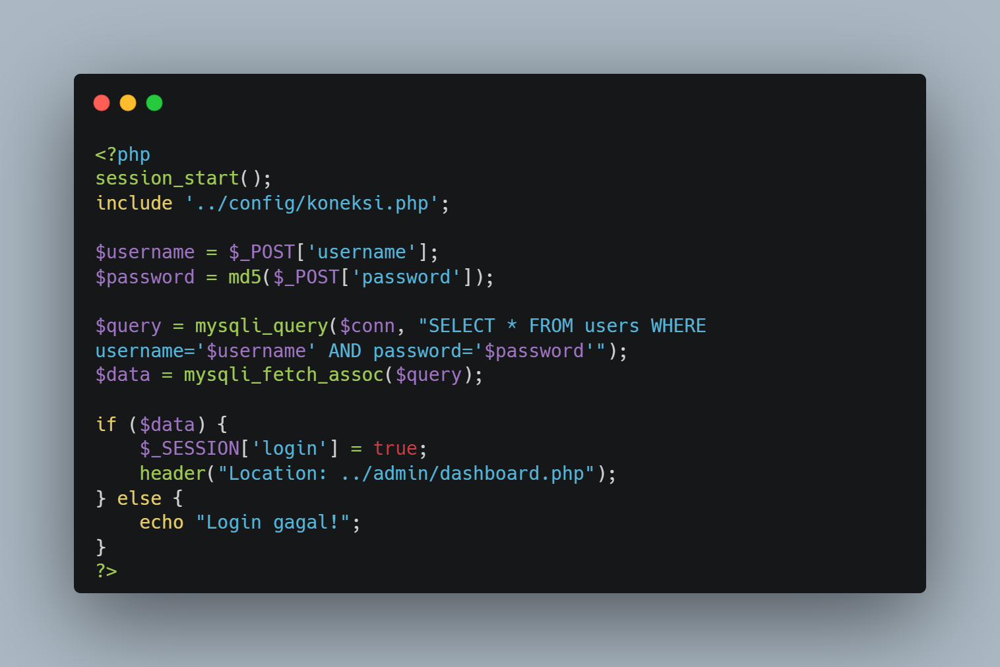 <?php
session_start();
include '../config/koneksi.php';

$username = $_POST['username'];
$password = md5($_POST['password']);

$query = mysqli_query($conn, "SELECT * FROM users WHERE
username='$username' AND password='$password'");
$data = mysqli_fetch_assoc($query);

if ($data) {
    $_SESSION['login'] = true;
    header("Location: ../admin/dashboard.php");
} else {
    echo "Login gagal!";
}
?>